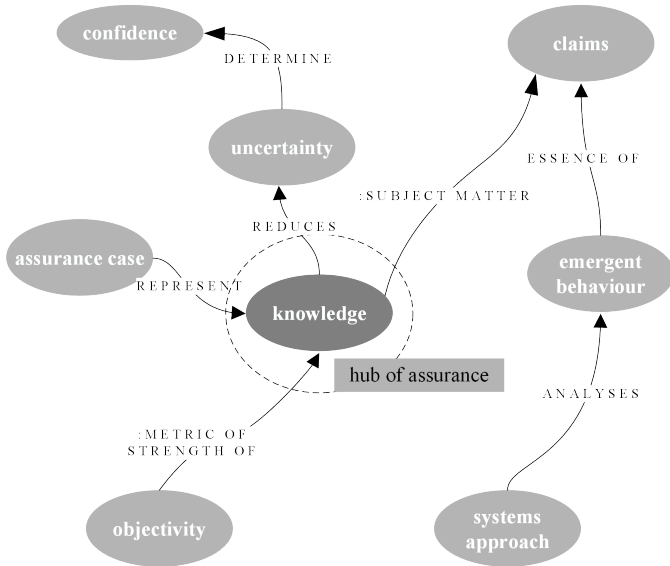 confidence
claims
DETERMINE
uncertainty
ESSENCE OF
:SUBJECT MATTER
REDUCES
assurance case
emergent
behaviour
REPRESENT
knowledge
hub of assurance
ANALYSES
:METRIC OF
STRENGTH OF
objectivity
systems
approach